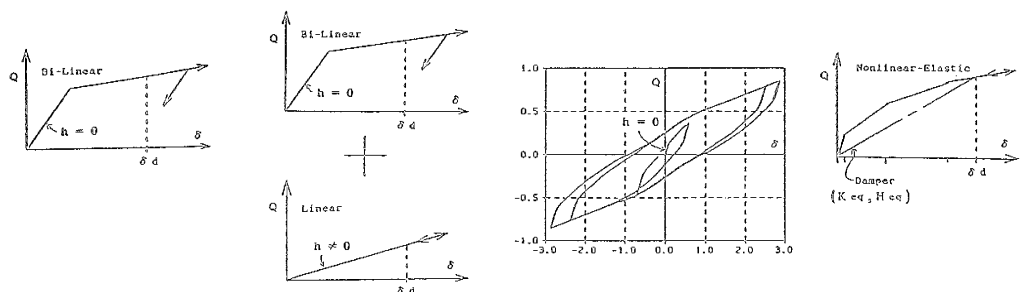 Q
Bi-Linear
h = 0
δ
δ d
Q
Bi-Linear
h = 0
δ
δ d
Q
Linear
h ≠ 0
δ
δ d
1.0
0.5
0.0
-0.5
-1.0
Q
h = 0
δ
-3.0 -2.0 -1.0 0.0 1.0 2.0 3.0
Q
Nonlinear-Elastic
δ
δ d
Damper
(K eq, H eq)